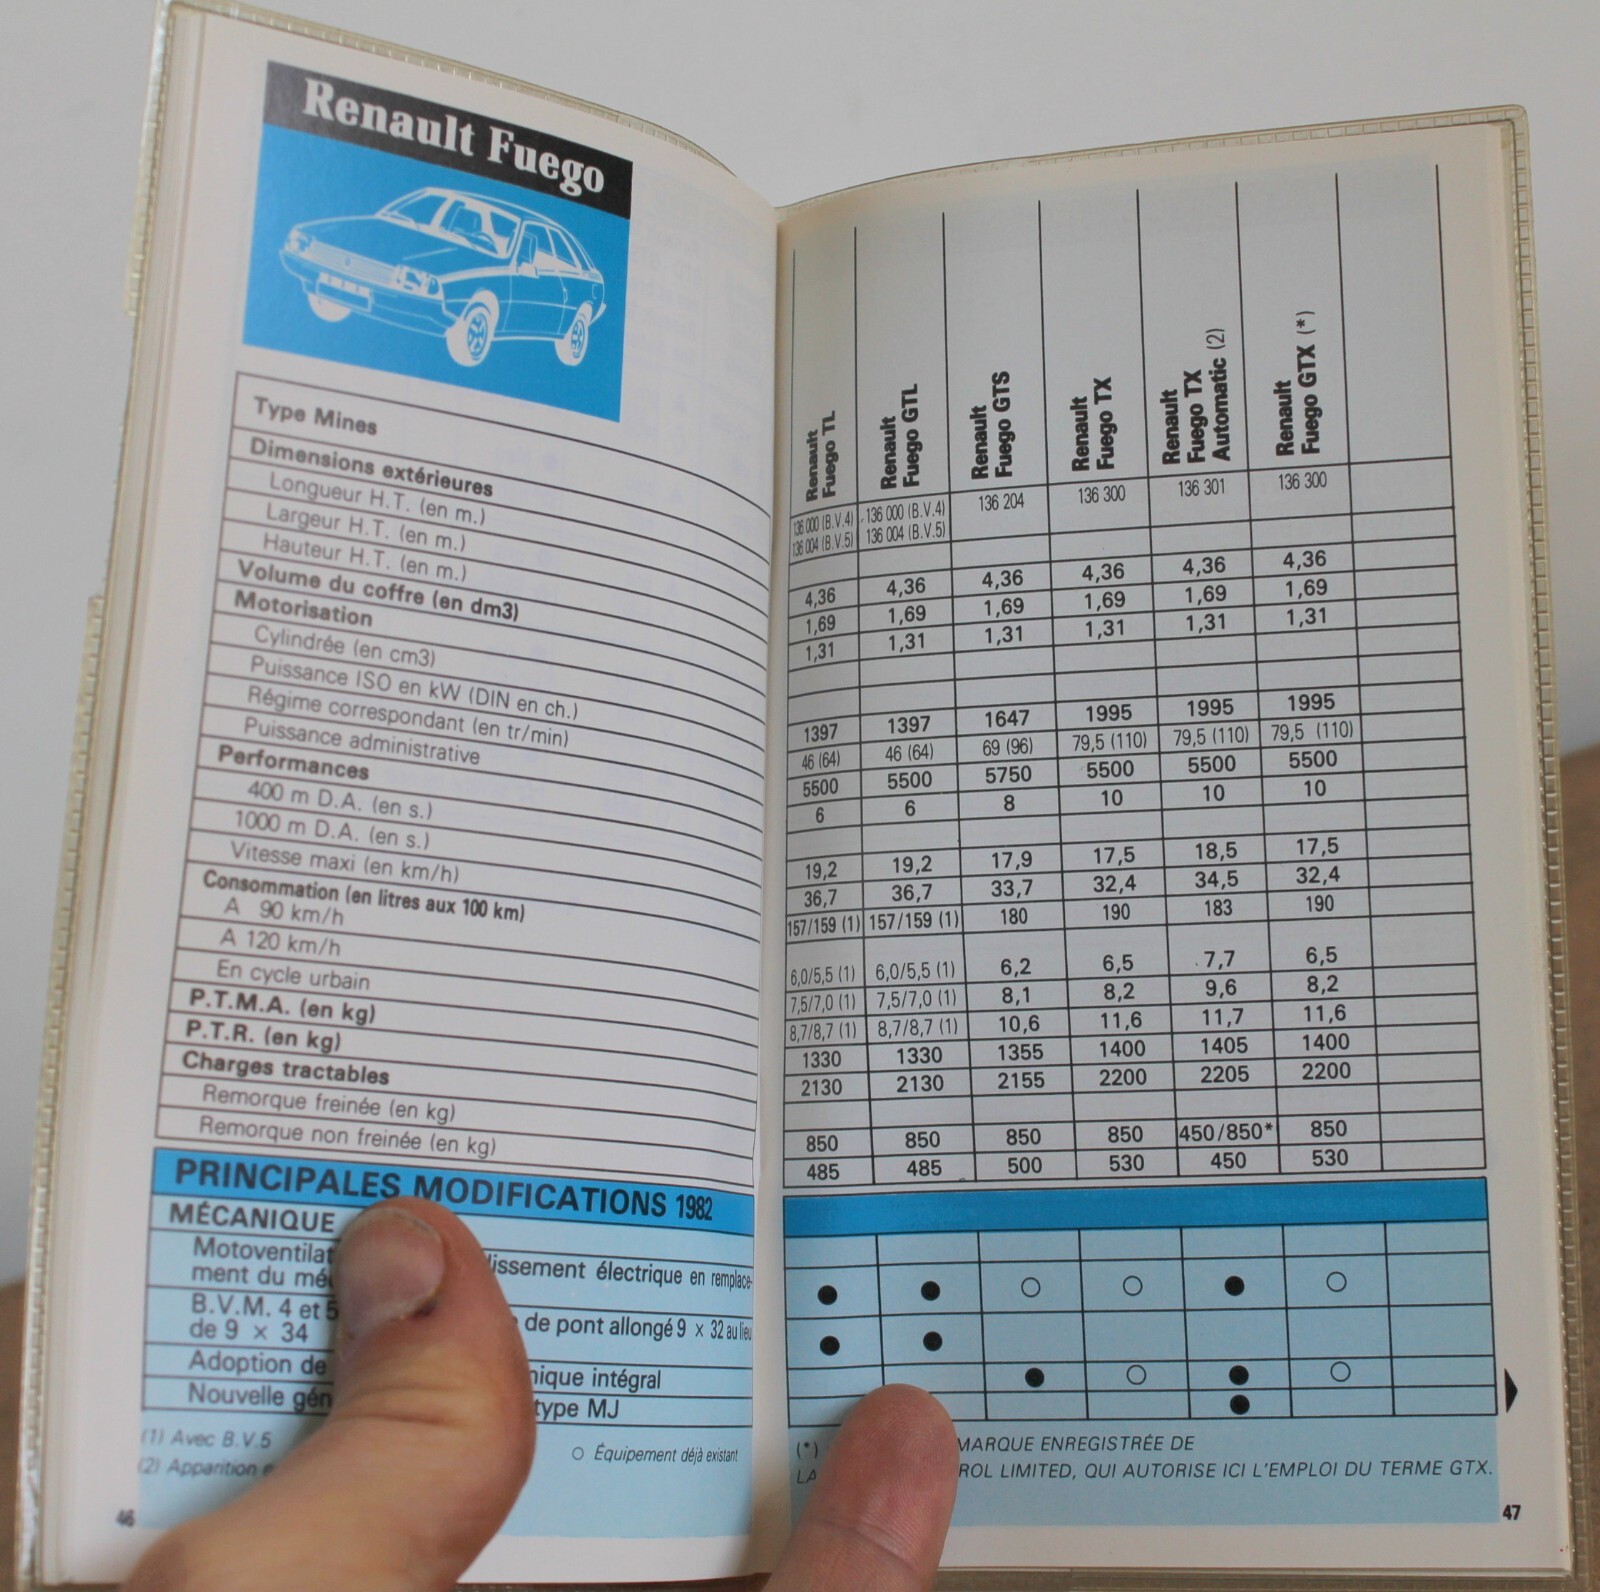 Renault Fuego
Type Mines
Dimensions extérieures
Longueur H.T. (en m.)
Largeur H.T. (en m.)
Hauteur H.T. (en m.)
Volume du coffre (en dm3)
Motorisation
Cylindrée (en cm3)
Puissance ISO en kW (DIN en ch.)
Régime correspondant (en tr/min)
Puissance administrative
Performances
400 m D.A. (en s.)
1000 m D.A. (en s.)
Vitesse maxi (en km/h)
Consommation (en litres aux 100 km)
A 90 km/h
A 120 km/h
En cycle urbain
P.T.M.A. (en kg)
P.T.R. (en kg)
Charges tractables
Remorque freinée (en kg)
Remorque non freinée (en kg)
PRINCIPALES MODIFICATIONS 1982
MÉCANIQUE
électrique en remplace-
ment du
B.V.M. 4 et 5 de pont allongé 9 × 32 au lieu
de 9 × 34
Adoption de intégral
Nouvelle type MJ
(1) Avec B.V.5
○ Équipement déjà existant
(2) Apparition
46
Renault Fuego TL
Renault Fuego GTL
Renault Fuego GTS
Renault Fuego TX
Renault Fuego TX Automatic (2)
Renault Fuego GTX (*)
136 000 (B.V.4) 136 000 (B.V.4) 136 204 136 300 136 301 136 300
136 004 (B.V.5) 136 004 (B.V.5)
4,36 4,36 4,36 4,36 4,36 4,36
1,69 1,69 1,69 1,69 1,69 1,69
1,31 1,31 1,31 1,31 1,31 1,31
1397 1397 1647 1995 1995 1995
46 (64) 46 (64) 69 (96) 79,5 (110) 79,5 (110) 79,5 (110)
5500 5500 5750 5500 5500 5500
6 6 8 10 10 10
19,2 19,2 17,9 17,5 18,5 17,5
36,7 36,7 33,7 32,4 34,5 32,4
157/159 (1) 157/159 (1) 180 190 183 190
6,0/5,5 (1) 6,0/5,5 (1) 6,2 6,5 7,7 6,5
7,5/7,0 (1) 7,5/7,0 (1) 8,1 8,2 9,6 8,2
8,7/8,7 (1) 8,7/8,7 (1) 10,6 11,6 11,7 11,6
1330 1330 1355 1400 1405 1400
2130 2130 2155 2200 2205 2200
850 850 850 850 450/850* 850
485 485 500 530 450 530
● ● ○ ○ ● ○
● ●
● ○ ● ○
●
(*) MARQUE ENREGISTRÉE DE
LIMITED, QUI AUTORISE ICI L'EMPLOI DU TERME GTX.
47